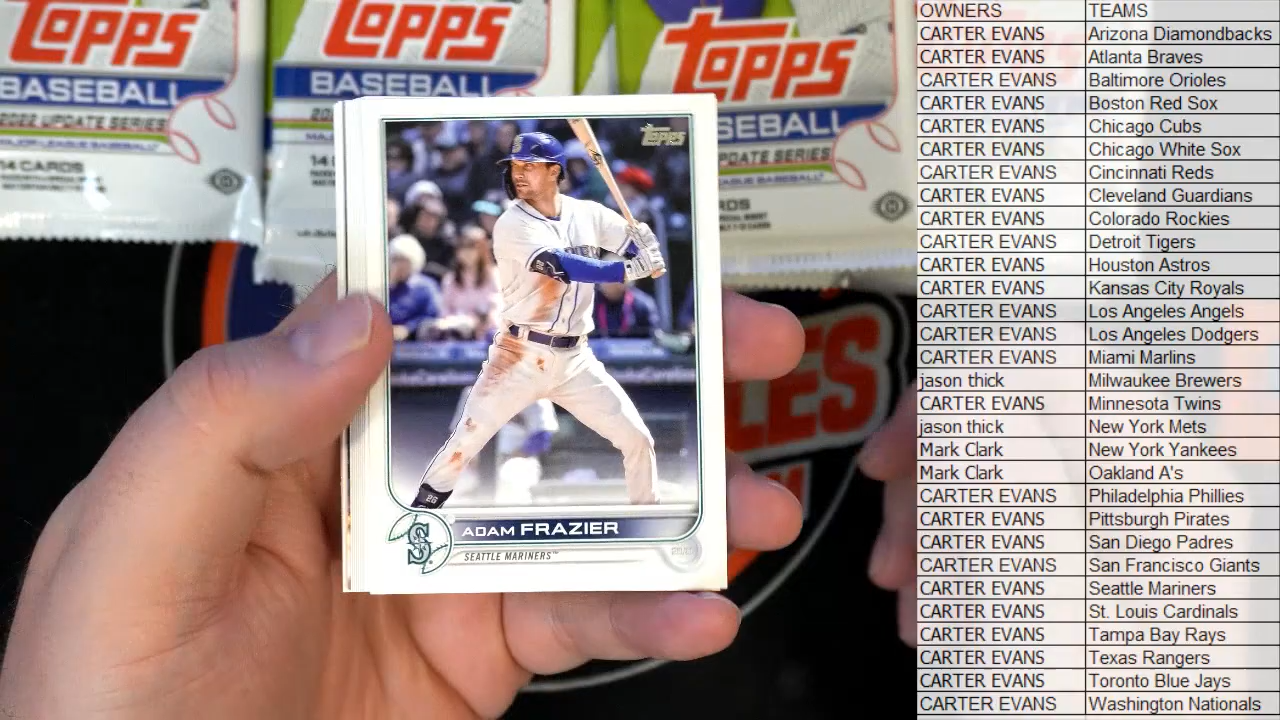 TOPPS
BASEBALL
2022 UPDATE SERIES
14 CARDS
TOPPS
BASEBALL
14
TOPPS
SEBALL
PDATE SERIES
TOPPS
26
ADAM FRAZIER
SEATTLE MARINERS™
OWNERS TEAMS
CARTER EVANS Arizona Diamondbacks
CARTER EVANS Atlanta Braves
CARTER EVANS Baltimore Orioles
CARTER EVANS Boston Red Sox
CARTER EVANS Chicago Cubs
CARTER EVANS Chicago White Sox
CARTER EVANS Cincinnati Reds
CARTER EVANS Cleveland Guardians
CARTER EVANS Colorado Rockies
CARTER EVANS Detroit Tigers
CARTER EVANS Houston Astros
CARTER EVANS Kansas City Royals
CARTER EVANS Los Angeles Angels
CARTER EVANS Los Angeles Dodgers
CARTER EVANS Miami Marlins
jason thick Milwaukee Brewers
CARTER EVANS Minnesota Twins
jason thick New York Mets
Mark Clark New York Yankees
Mark Clark Oakland A's
CARTER EVANS Philadelphia Phillies
CARTER EVANS Pittsburgh Pirates
CARTER EVANS San Diego Padres
CARTER EVANS San Francisco Giants
CARTER EVANS Seattle Mariners
CARTER EVANS St. Louis Cardinals
CARTER EVANS Tampa Bay Rays
CARTER EVANS Texas Rangers
CARTER EVANS Toronto Blue Jays
CARTER EVANS Washington Nationals